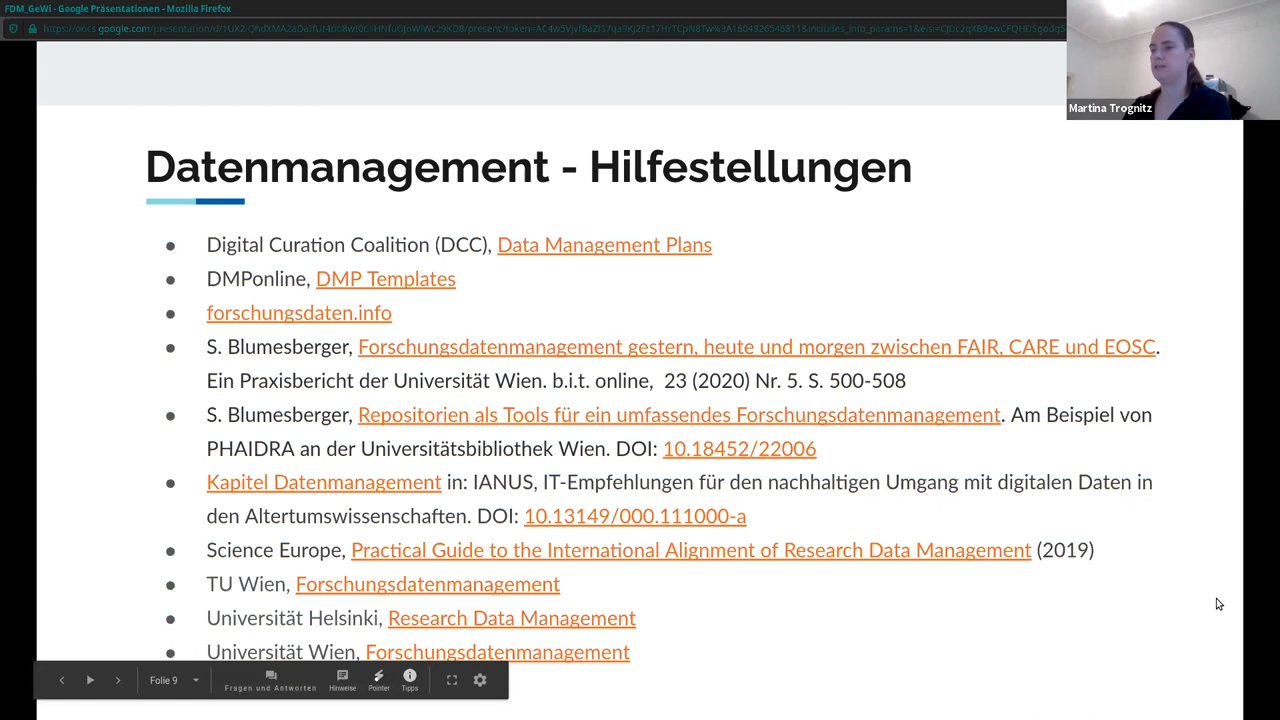 FDM_GeWi - Google Präsentationen - Mozilla Firefox
Martina Trognitz
Datenmanagement - Hilfestellungen
Digital Curation Coalition (DCC), Data Management Plans
DMPonline, DMP Templates
forschungsdaten.info
S. Blumesberger, Forschungsdatenmanagement gestern, heute und morgen zwischen FAIR, CARE und EOSC.
Ein Praxisbericht der Universität Wien. b.i.t. online, 23 (2020) Nr. 5. S. 500-508
S. Blumesberger, Repositorien als Tools für ein umfassendes Forschungsdatenmanagement. Am Beispiel von
PHAIDRA an der Universitätsbibliothek Wien. DOI: 10.18452/22006
Kapitel Datenmanagement in: IANUS, IT-Empfehlungen für den nachhaltigen Umgang mit digitalen Daten in
den Altertumswissenschaften. DOI: 10.13149/000.111000-a
Science Europe, Practical Guide to the International Alignment of Research Data Management (2019)
TU Wien, Forschungsdatenmanagement
Universität Helsinki, Research Data Management
Universität Wien, Forschungsdatenmanagement
Folie 9
Fragen und Antworten
Hinweise
Pointer
Tipps